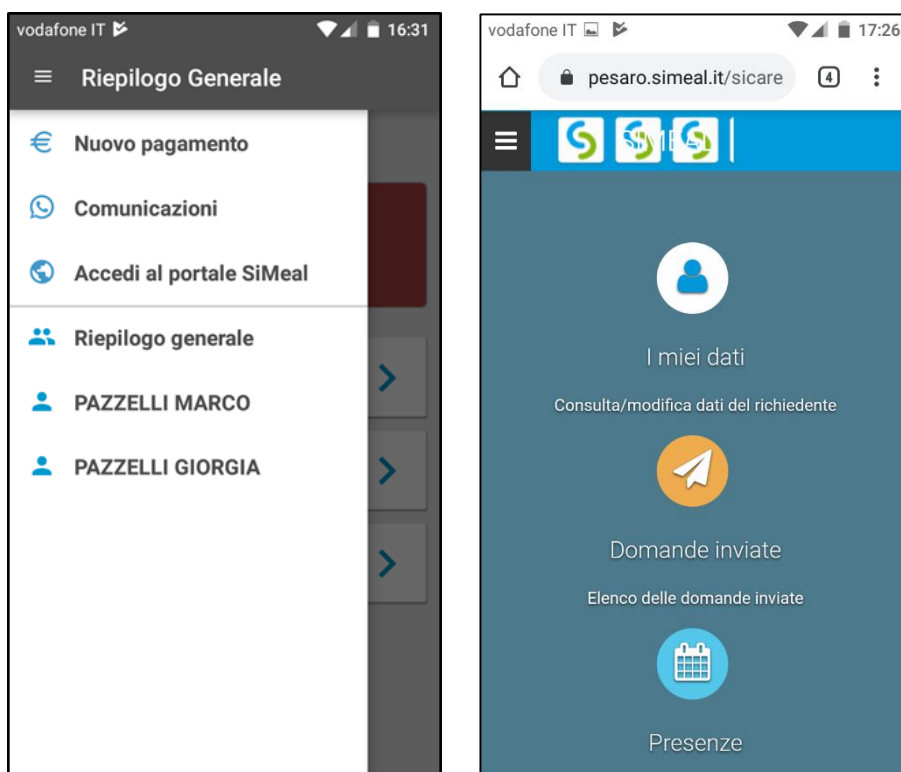 vodafone IT
16:31
Riepilogo Generale
Nuovo pagamento
Comunicazioni
Accedi al portale SiMeal
Riepilogo generale
PAZZELLI MARCO
PAZZELLI GIORGIA
vodafone IT
17:26
pesaro.simeal.it/sicare
4
SIMEAL
I miei dati
Consulta/modifica dati del richiedente
Domande inviate
Elenco delle domande inviate
Presenze